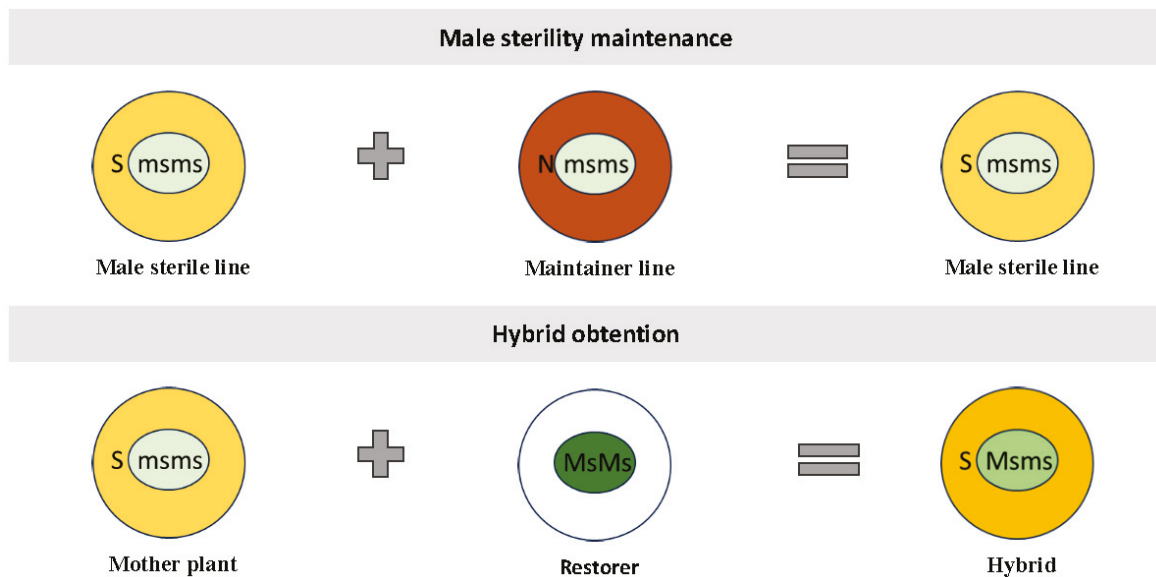 Male sterility maintenance
S msms
N msms
S msms
Male sterile line
Maintainer line
Male sterile line
Hybrid obtention
S msms
MsMs
S Msms
Mother plant
Restorer
Hybrid